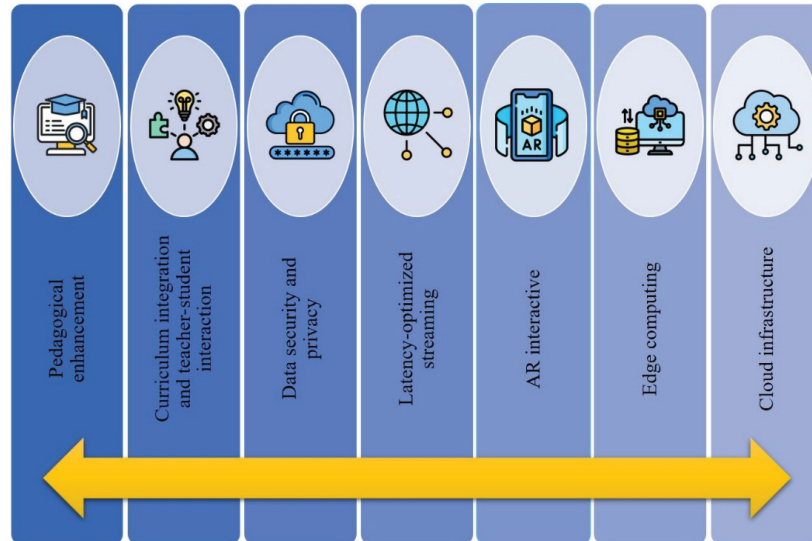 AR
*******
Pedagogical
enhancement
Curriculum integration
and teacher-student
interaction
Data security and
privacy
Latency-optimized
streaming
AR interactive
Edge computing
Cloud infrastructure